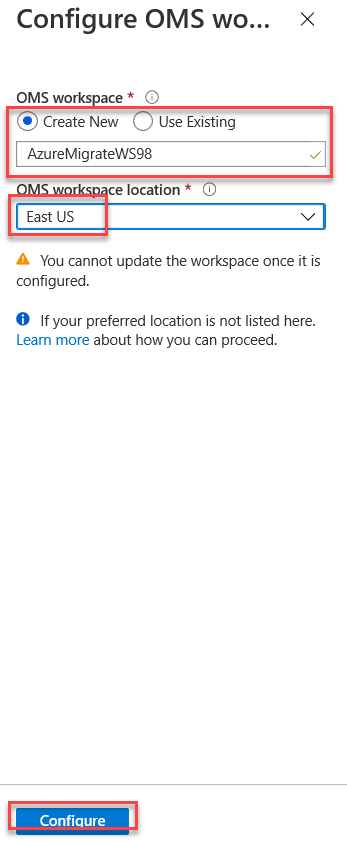 Configure OMS wo...
OMS workspace *
Create New Use Existing
AzureMigrateWS98
OMS workspace location *
East US
You cannot update the workspace once it is
configured.
If your preferred location is not listed here.
Learn more about how you can proceed.
Configure